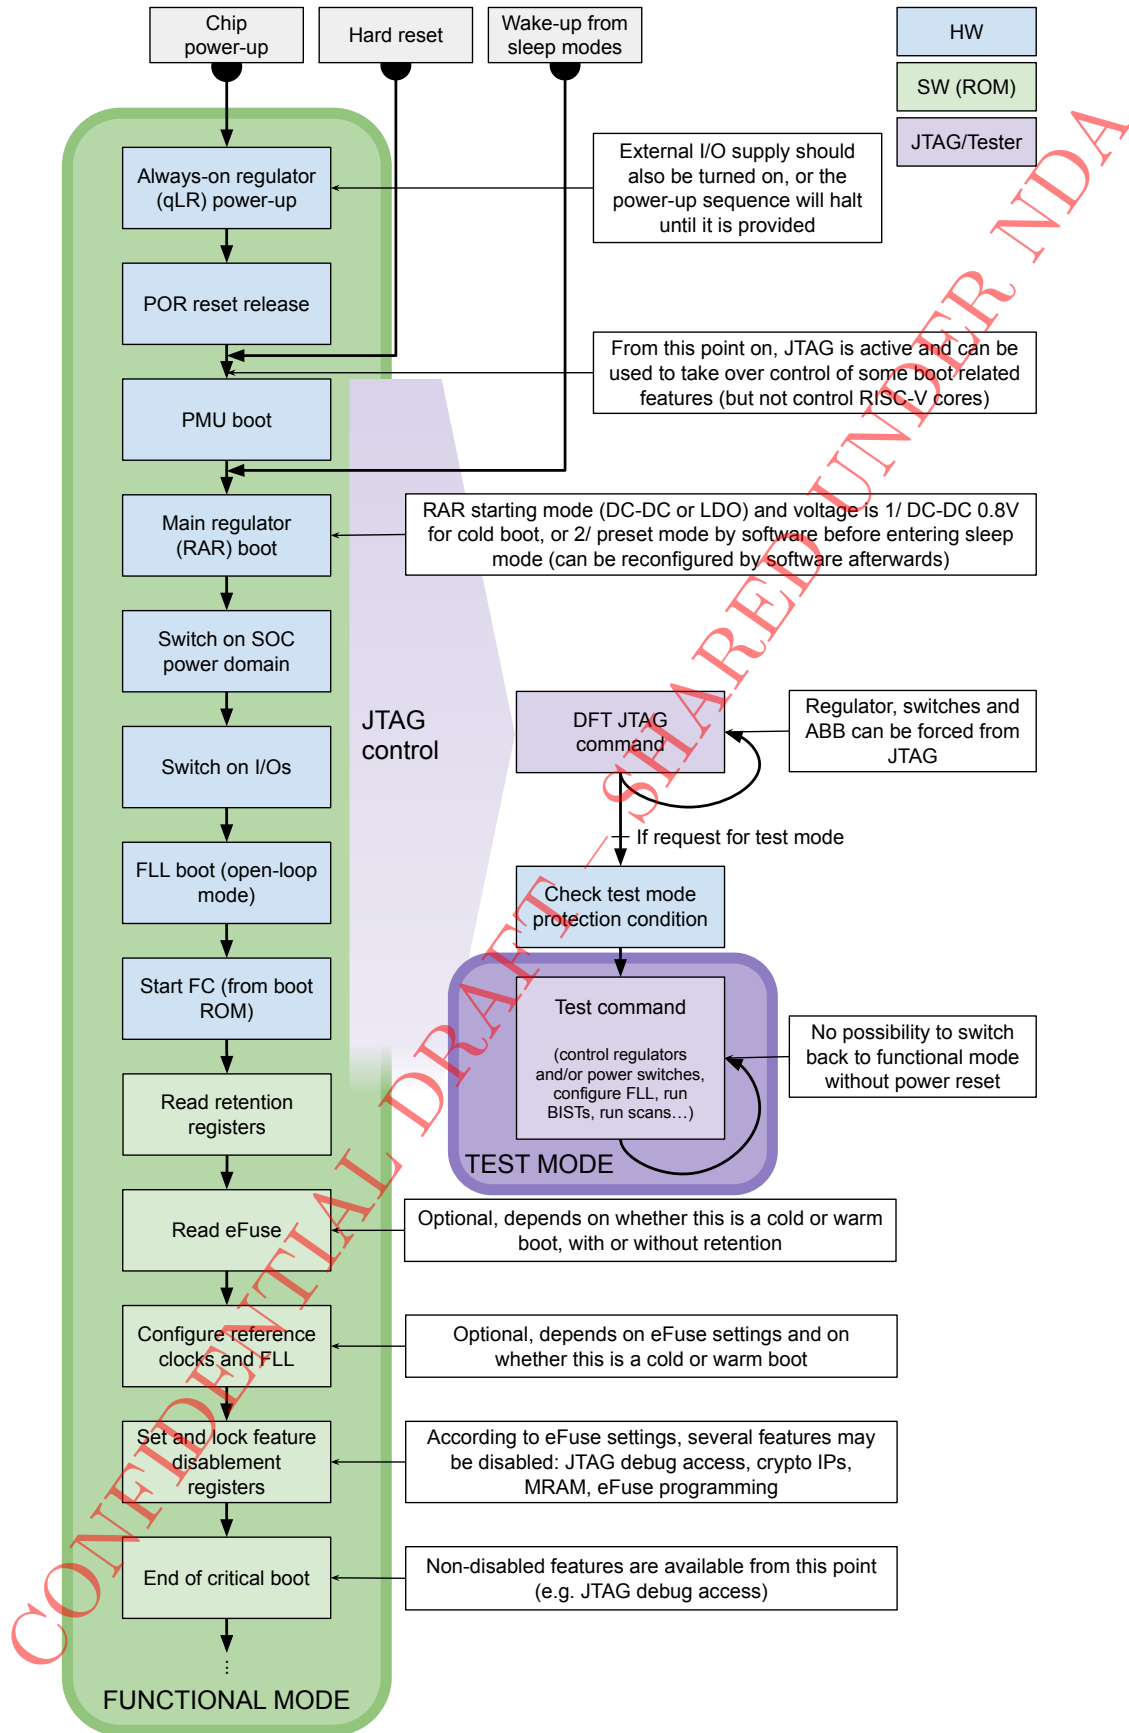 Chip
power-up
Hard reset
Wake-up from
sleep modes
HW
SW (ROM)
JTAG/Tester
Always-on regulator
(qLR) power-up
External I/O supply should
also be turned on, or the
power-up sequence will halt
until it is provided
POR reset release
From this point on, JTAG is active and can be
used to take over control of some boot related
features (but not control RISC-V cores)
PMU boot
Main regulator
(RAR) boot
RAR starting mode (DC-DC or LDO) and voltage is 1/ DC-DC 0.8V
for cold boot, or 2/ preset mode by software before entering sleep
mode (can be reconfigured by software afterwards)
Switch on SOC
power domain
JTAG
control
DFT JTAG
command
Regulator, switches and
ABB can be forced from
JTAG
Switch on I/Os
If request for test mode
FLL boot (open-loop
mode)
Check test mode
protection condition
Start FC (from boot
ROM)
Test command
(control regulators
and/or power switches,
configure FLL, run
BISTs, run scans…)
No possibility to switch
back to functional mode
without power reset
TEST MODE
Read retention
registers
Read eFuse
Optional, depends on whether this is a cold or warm
boot, with or without retention
Configure reference
clocks and FLL
Optional, depends on eFuse settings and on
whether this is a cold or warm boot
Set and lock feature
disablement
registers
According to eFuse settings, several features may
be disabled: JTAG debug access, crypto IPs,
MRAM, eFuse programming
End of critical boot
Non-disabled features are available from this point
(e.g. JTAG debug access)
...
FUNCTIONAL MODE
CONFIDENTIAL DRAFT – SHARED UNDER NDA